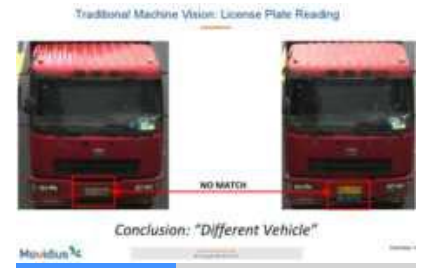 Traditional Machine Vision: License Plate Reading
NO MATCH
Conclusion: "Different Vehicle"
Movidius